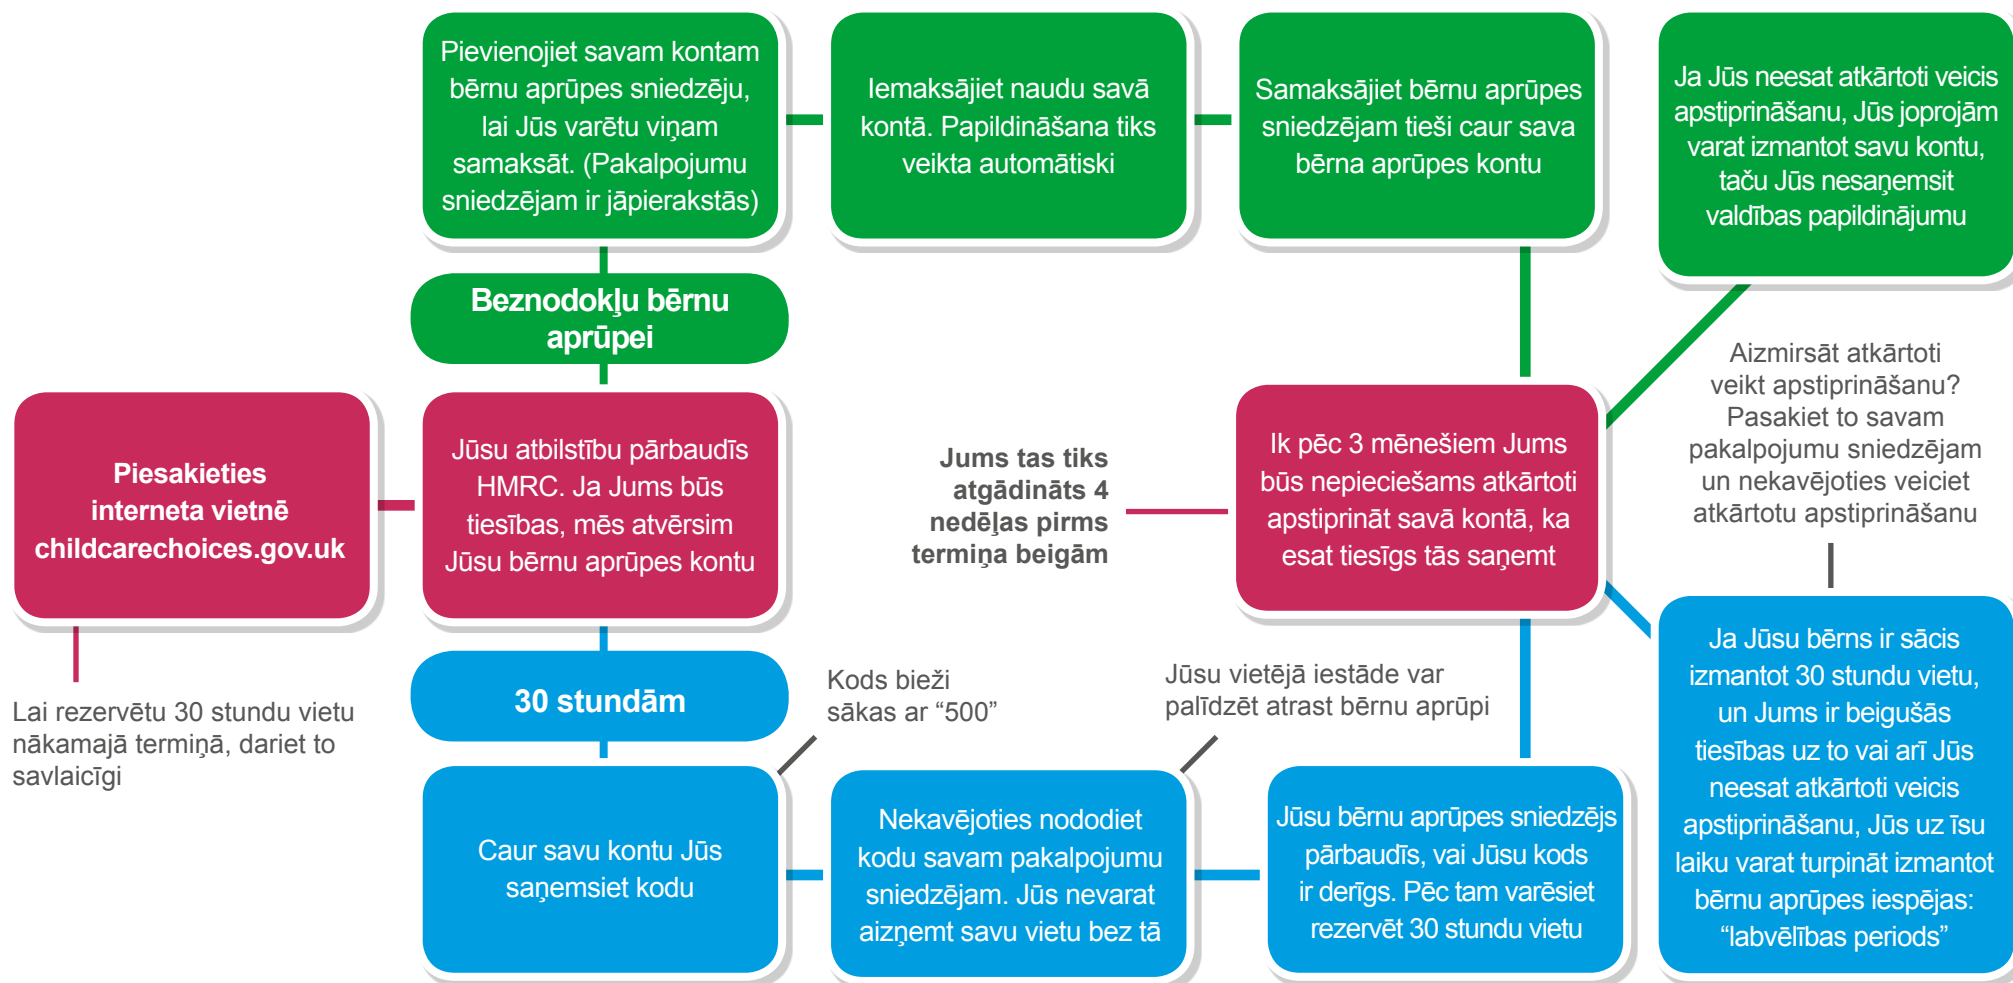 Pievienojiet savam kontam
bērnu aprūpes sniedzēju,
lai Jūs varētu viņam
samaksāt. (Pakalpojumu
sniedzējam ir jāpierakstās)
Iemaksājiet naudu savā
kontā. Papildināšana tiks
veikta automātiski
Samaksājiet bērnu aprūpes
sniedzējam tieši caur sava
bērna aprūpes kontu
Ja Jūs neesat atkārtoti veicis
apstiprināšanu, Jūs joprojām
varat izmantot savu kontu,
taču Jūs nesaņemsit
valdības papildinājumu
Beznodokļu bērnu
aprūpei
Piesakieties
interneta vietnē
childcarechoices.gov.uk
Jūsu atbilstību pārbaudīs
HMRC. Ja Jums būs
tiesības, mēs atvērsim
Jūsu bērnu aprūpes kontu
Jums tas tiks
atgādināts 4
nedēļas pirms
termiņa beigām
Ik pēc 3 mēnešiem Jums
būs nepieciešams atkārtoti
apstiprināt savā kontā, ka
esat tiesīgs tās saņemt
Aizmirsāt atkārtoti
veikt apstiprināšanu?
Pasakiet to savam
pakalpojumu sniedzējam
un nekavējoties veiciet
atkārtotu apstiprināšanu
Lai rezervētu 30 stundu vietu
nākamajā termiņā, dariet to
savlaicīgi
30 stundām
Kods bieži
sākas ar “500”
Jūsu vietējā iestāde var
palīdzēt atrast bērnu aprūpi
Caur savu kontu Jūs
saņemsiet kodu
Nekavējoties nododiet
kodu savam pakalpojumu
sniedzējam. Jūs nevarat
aizņemt savu vietu bez tā
Jūsu bērnu aprūpes sniedzējs
pārbaudīs, vai Jūsu kods
ir derīgs. Pēc tam varēsiet
rezervēt 30 stundu vietu
Ja Jūsu bērns ir sācis
izmantot 30 stundu vietu,
un Jums ir beigušās
tiesības uz to vai arī Jūs
neesat atkārtoti veicis
apstiprināšanu, Jūs uz īsu
laiku varat turpināt izmantot
bērnu aprūpes iespējas:
“labvēlības periods”